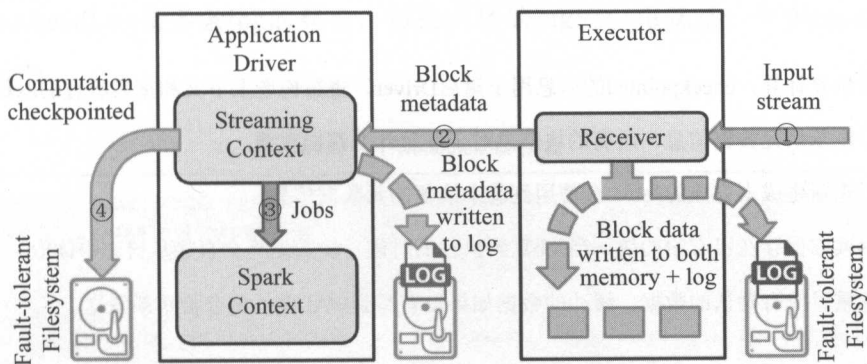 Application
Driver
Executor
Computation
checkpointed
Block
metadata
Input
stream
Streaming
Context
②
Receiver
①
④
③ Jobs
Block
metadata
written
to log
Block data
written to both
memory + log
Spark
Context
LOG
LOG
Fault-tolerant
Filesystem
Fault-tolerant
Filesystem